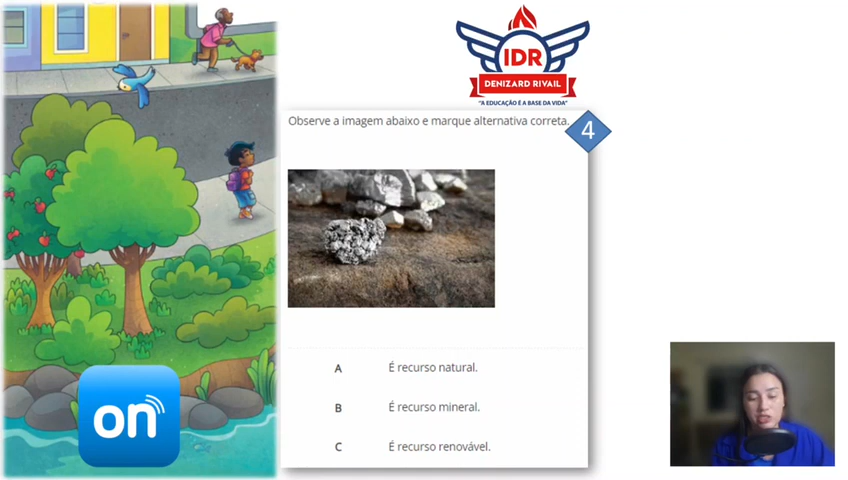 IDR
DENIZARD RIVAIL
"A EDUCAÇÃO É A BASE DA VIDA"
Observe a imagem abaixo e marque alternativa correta.
4
A É recurso natural.
B É recurso mineral.
C É recurso renovável.
on